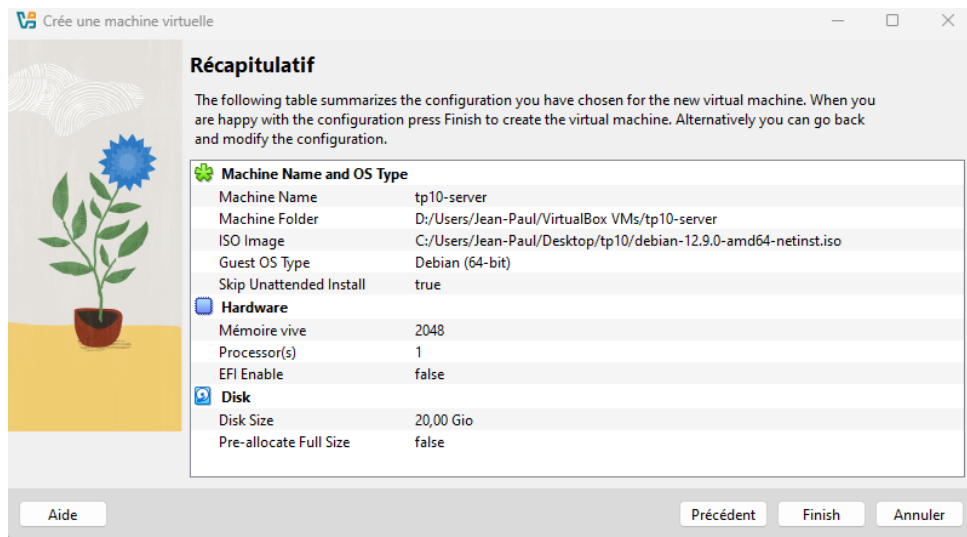 Crée une machine virtuelle
Récapitulatif
The following table summarizes the configuration you have chosen for the new virtual machine. When you
are happy with the configuration press Finish to create the virtual machine. Alternatively you can go back
and modify the configuration.
Machine Name and OS Type
Machine Name tp10-server
Machine Folder D:/Users/Jean-Paul/VirtualBox VMs/tp10-server
ISO Image C:/Users/Jean-Paul/Desktop/tp10/debian-12.9.0-amd64-netinst.iso
Guest OS Type Debian (64-bit)
Skip Unattended Install true
Hardware
Mémoire vive 2048
Processor(s) 1
EFI Enable false
Disk
Disk Size 20,00 Gio
Pre-allocate Full Size false
Aide Précédent Finish Annuler